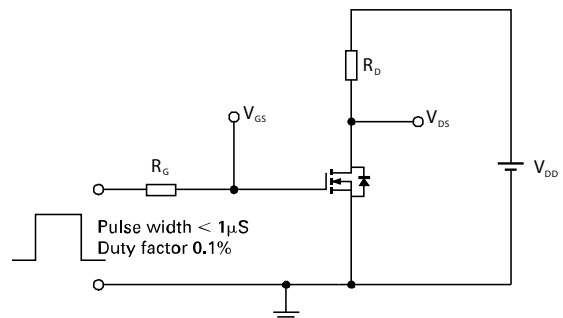 R_D
V_GS
V_DS
R_G
V_DD
Pulse width < 1μS
Duty factor 0.1%